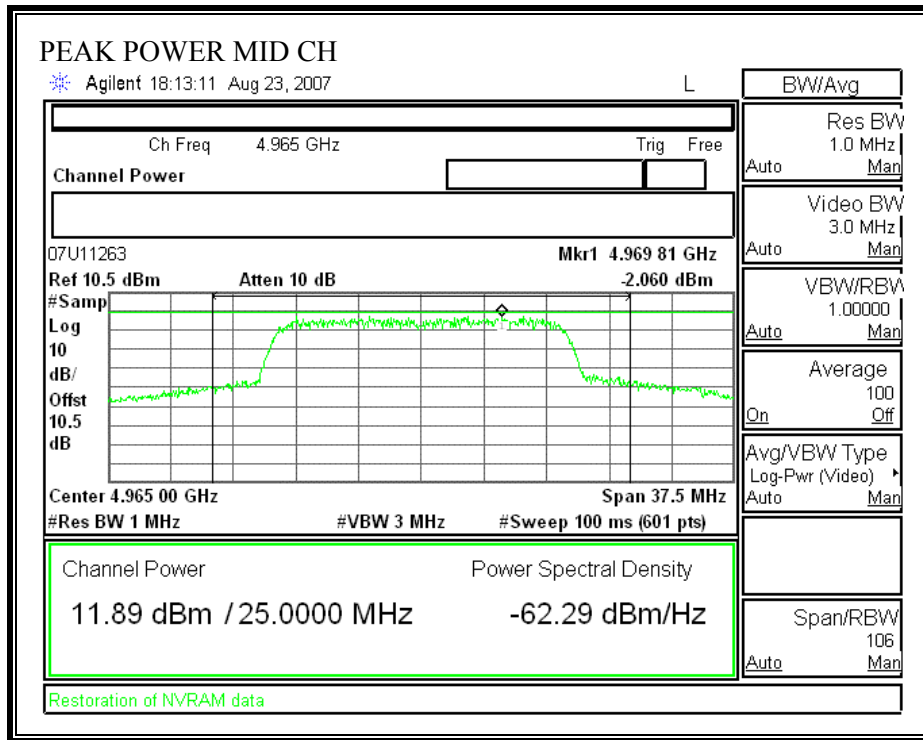 PEAK POWER MID CH
Agilent 18:13:11 Aug 23, 2007 L
Ch Freq 4.965 GHz Trig Free
Channel Power
07U11263 Mkr1 4.969 81 GHz
Ref 10.5 dBm Atten 10 dB -2.060 dBm
#Samp
Log
10
dB/
Offst
10.5
dB
1
Center 4.965 00 GHz Span 37.5 MHz
#Res BW 1 MHz #VBW 3 MHz #Sweep 100 ms (601 pts)
Channel Power Power Spectral Density
11.89 dBm / 25.0000 MHz -62.29 dBm/Hz
Restoration of NVRAM data
BW/Avg
Res BW
1.0 MHz
Auto Man
Video BW
3.0 MHz
Auto Man
VBW/RBW
1.00000
Auto Man
Average
100
On Off
Avg/VBW Type
Log-Pwr (Video)
Auto Man
Span/RBW
106
Auto Man